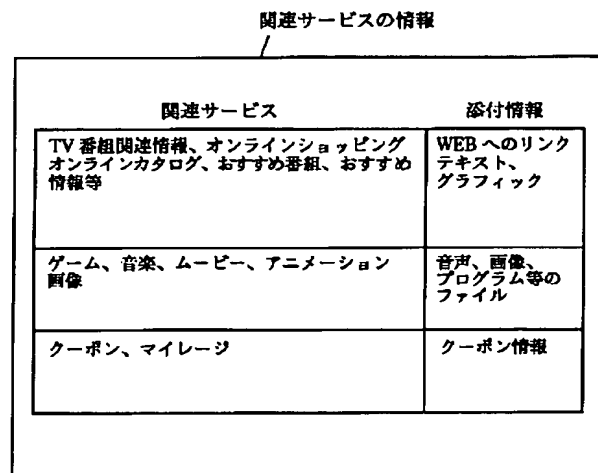 関連サービスの情報
関連サービス
添付情報
TV 番組関連情報、オンラインショッピング
オンラインカタログ、おすすめ番組、おすすめ
情報等
WEB へのリンク
テキスト、
グラフィック
ゲーム、音楽、ムービー、アニメーション
画像
音声、画像、
プログラム等の
ファイル
クーポン、マイレージ
クーポン情報